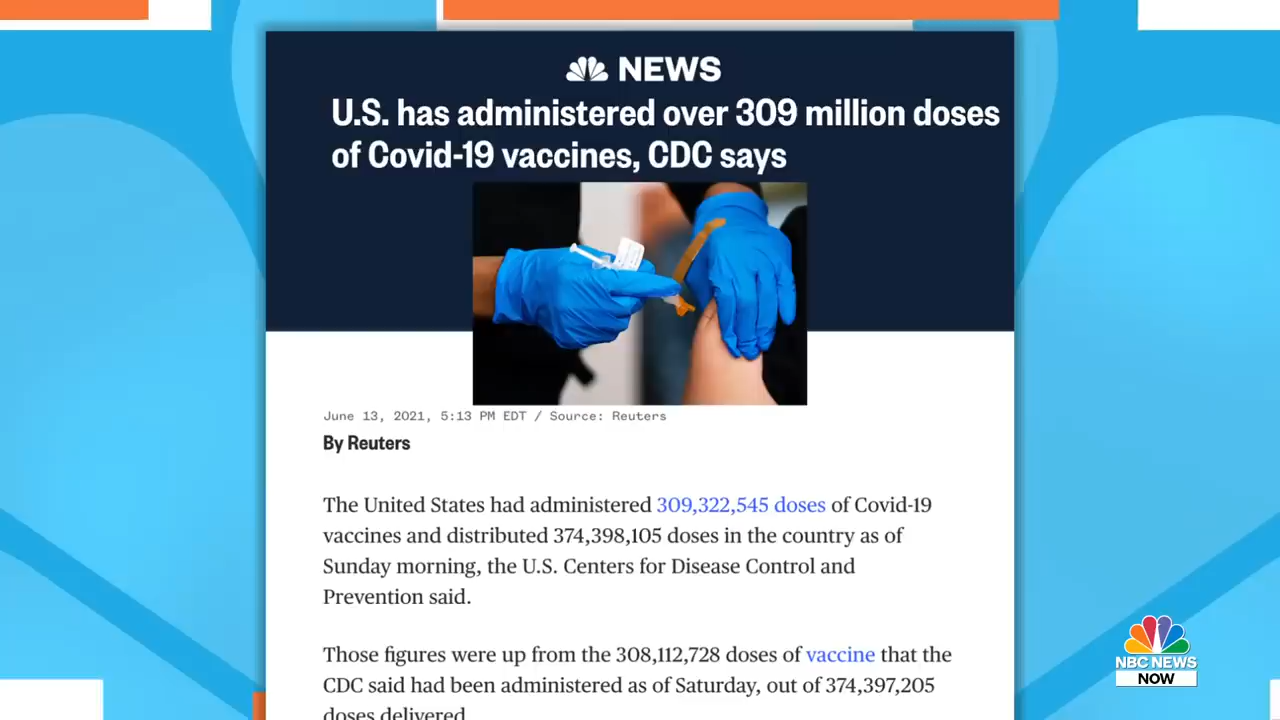 NEWS
U.S. has administered over 309 million doses
of Covid-19 vaccines, CDC says
June 13, 2021, 5:13 PM EDT / Source: Reuters
By Reuters
The United States had administered 309,322,545 doses of Covid-19
vaccines and distributed 374,398,105 doses in the country as of
Sunday morning, the U.S. Centers for Disease Control and
Prevention said.
Those figures were up from the 308,112,728 doses of vaccine that the
CDC said had been administered as of Saturday, out of 374,397,205
doses delivered
NBC NEWS
NOW